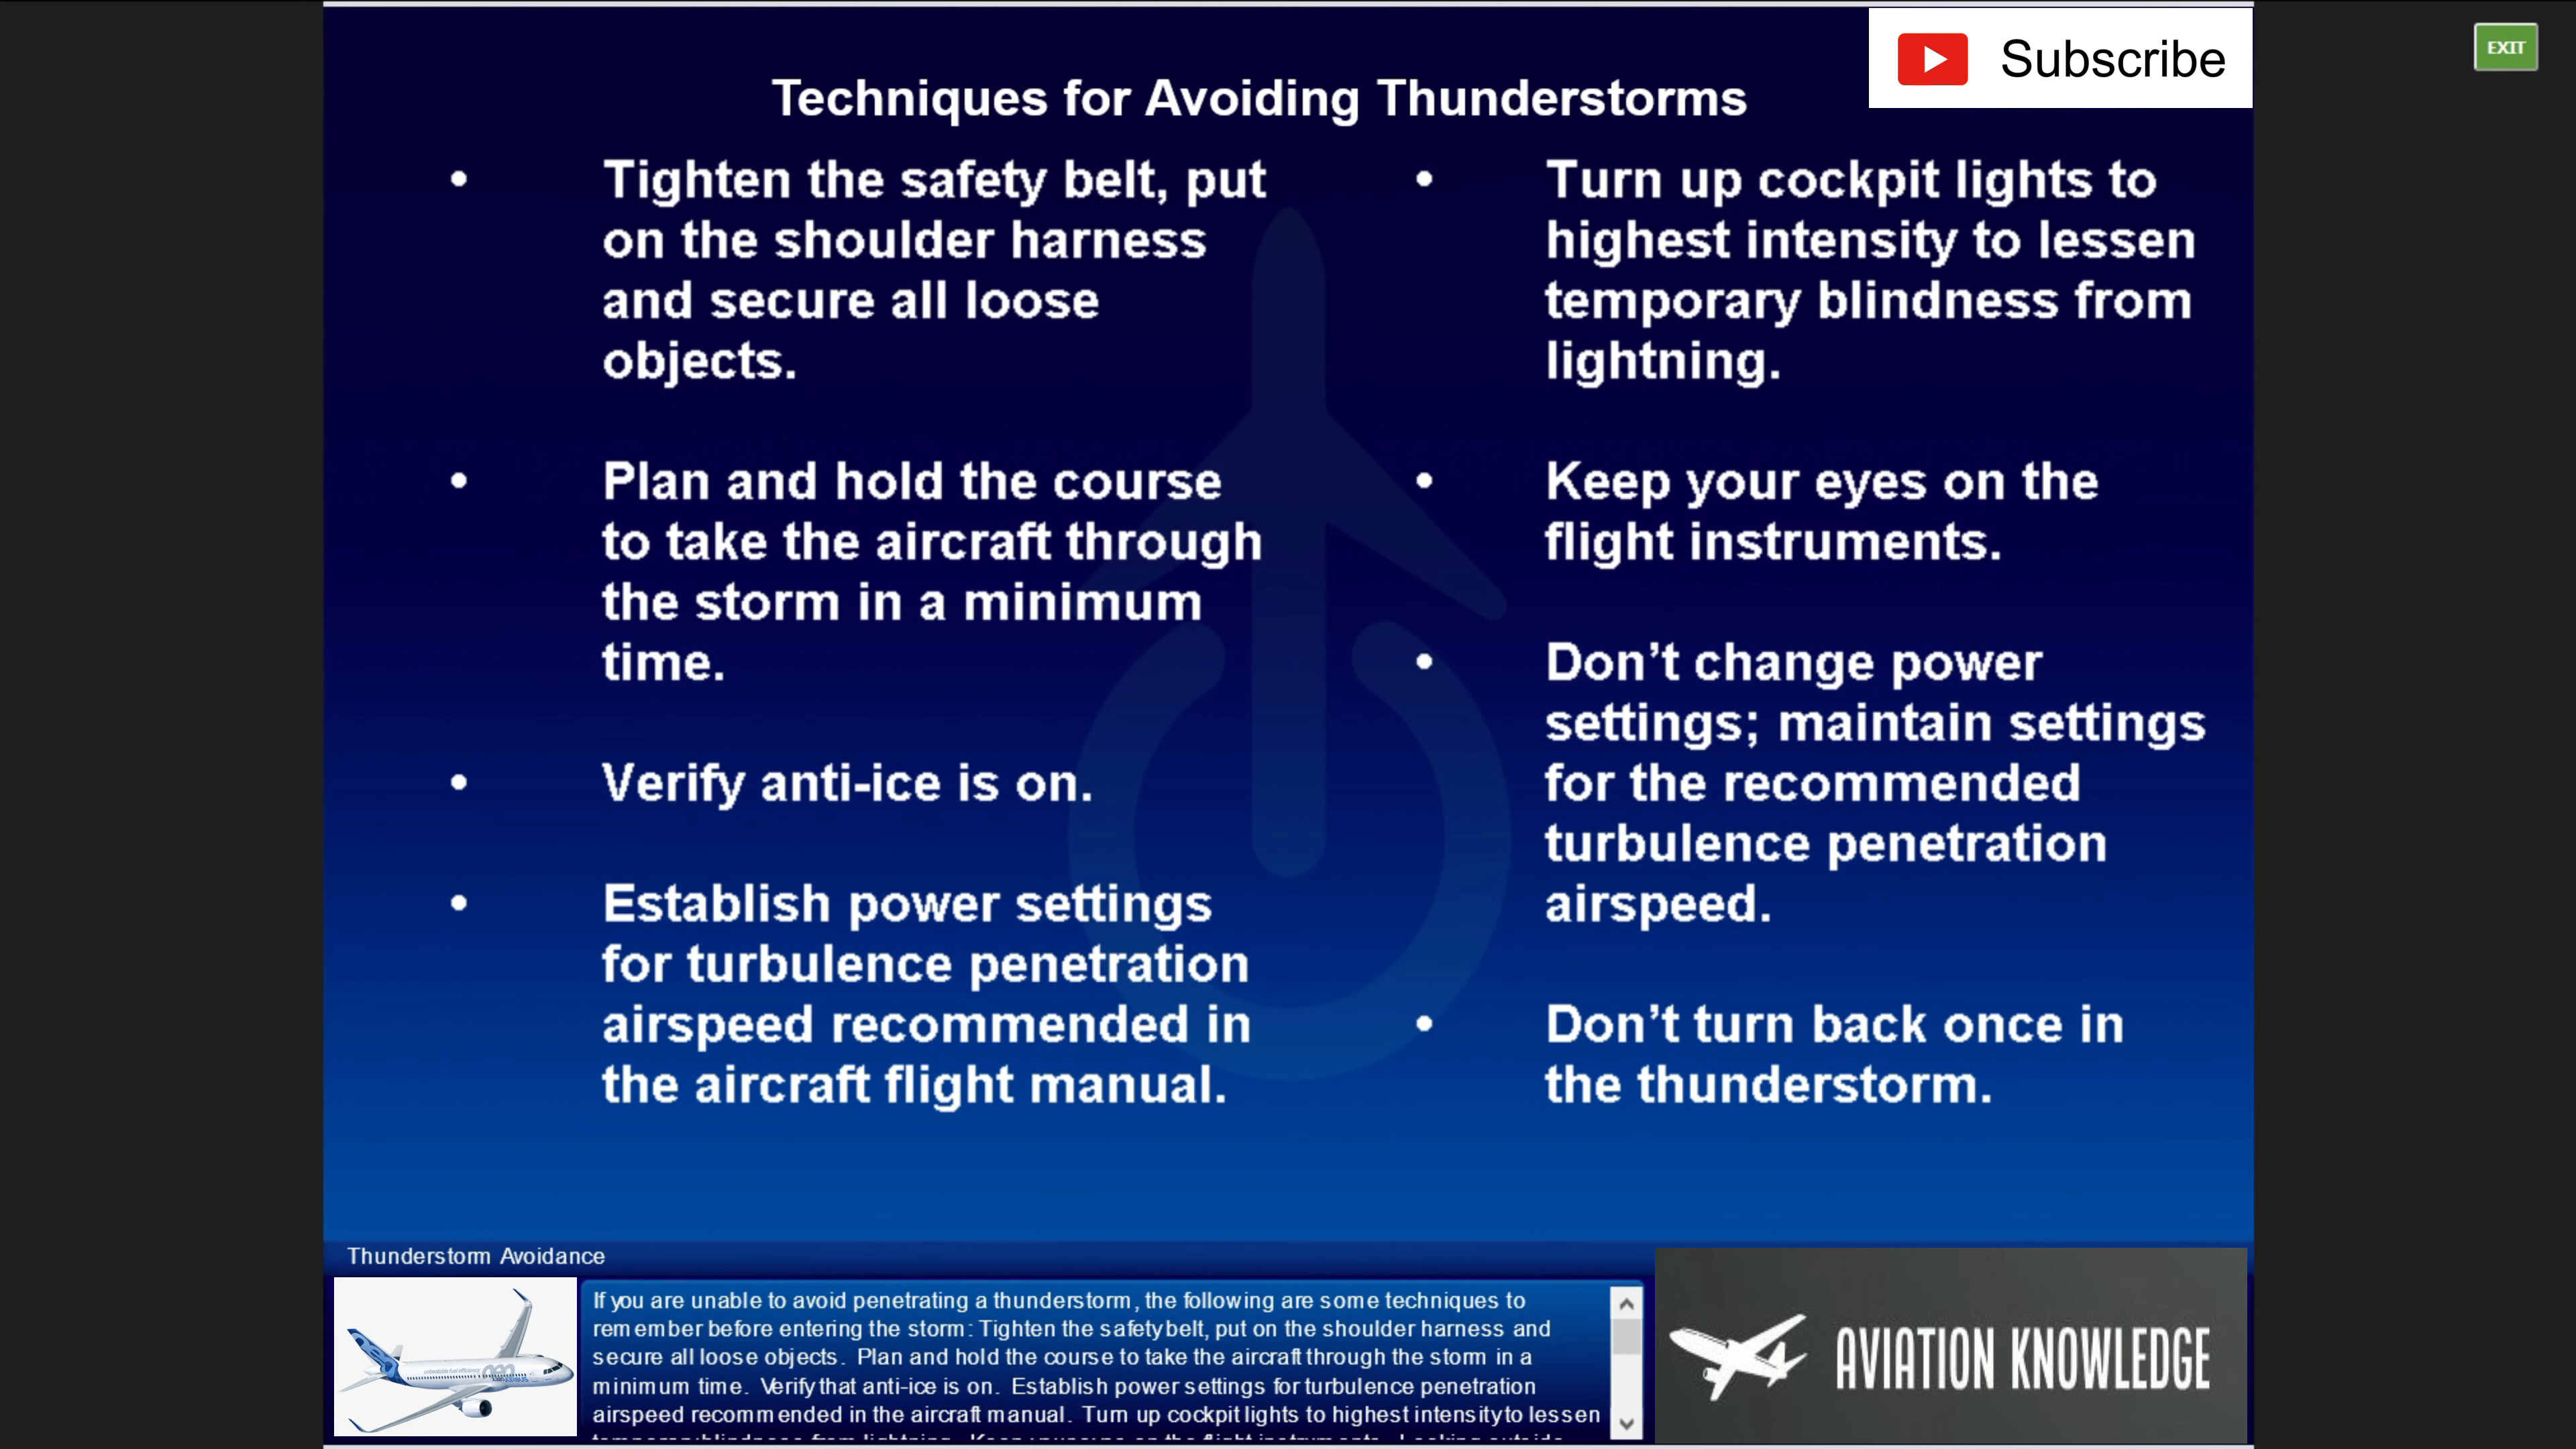 Subscribe
EXIT
Techniques for Avoiding Thunderstorms
• Tighten the safety belt, put
on the shoulder harness
and secure all loose
objects.
• Plan and hold the course
to take the aircraft through
the storm in a minimum
time.
• Verify anti-ice is on.
• Establish power settings
for turbulence penetration
airspeed recommended in
the aircraft flight manual.
• Turn up cockpit lights to
highest intensity to lessen
temporary blindness from
lightning.
• Keep your eyes on the
flight instruments.
• Don’t change power
settings; maintain settings
for the recommended
turbulence penetration
airspeed.
• Don’t turn back once in
the thunderstorm.
Thunderstorm Avoidance
If you are unable to avoid penetrating a thunderstorm, the following are some techniques to
remember before entering the storm: Tighten the safety belt, put on the shoulder harness and
secure all loose objects. Plan and hold the course to take the aircraft through the storm in a
minimum time. Verify that anti-ice is on. Establish power settings for turbulence penetration
airspeed recommended in the aircraft manual. Turn up cockpit lights to highest intensity to lessen
neo
AVIATION KNOWLEDGE